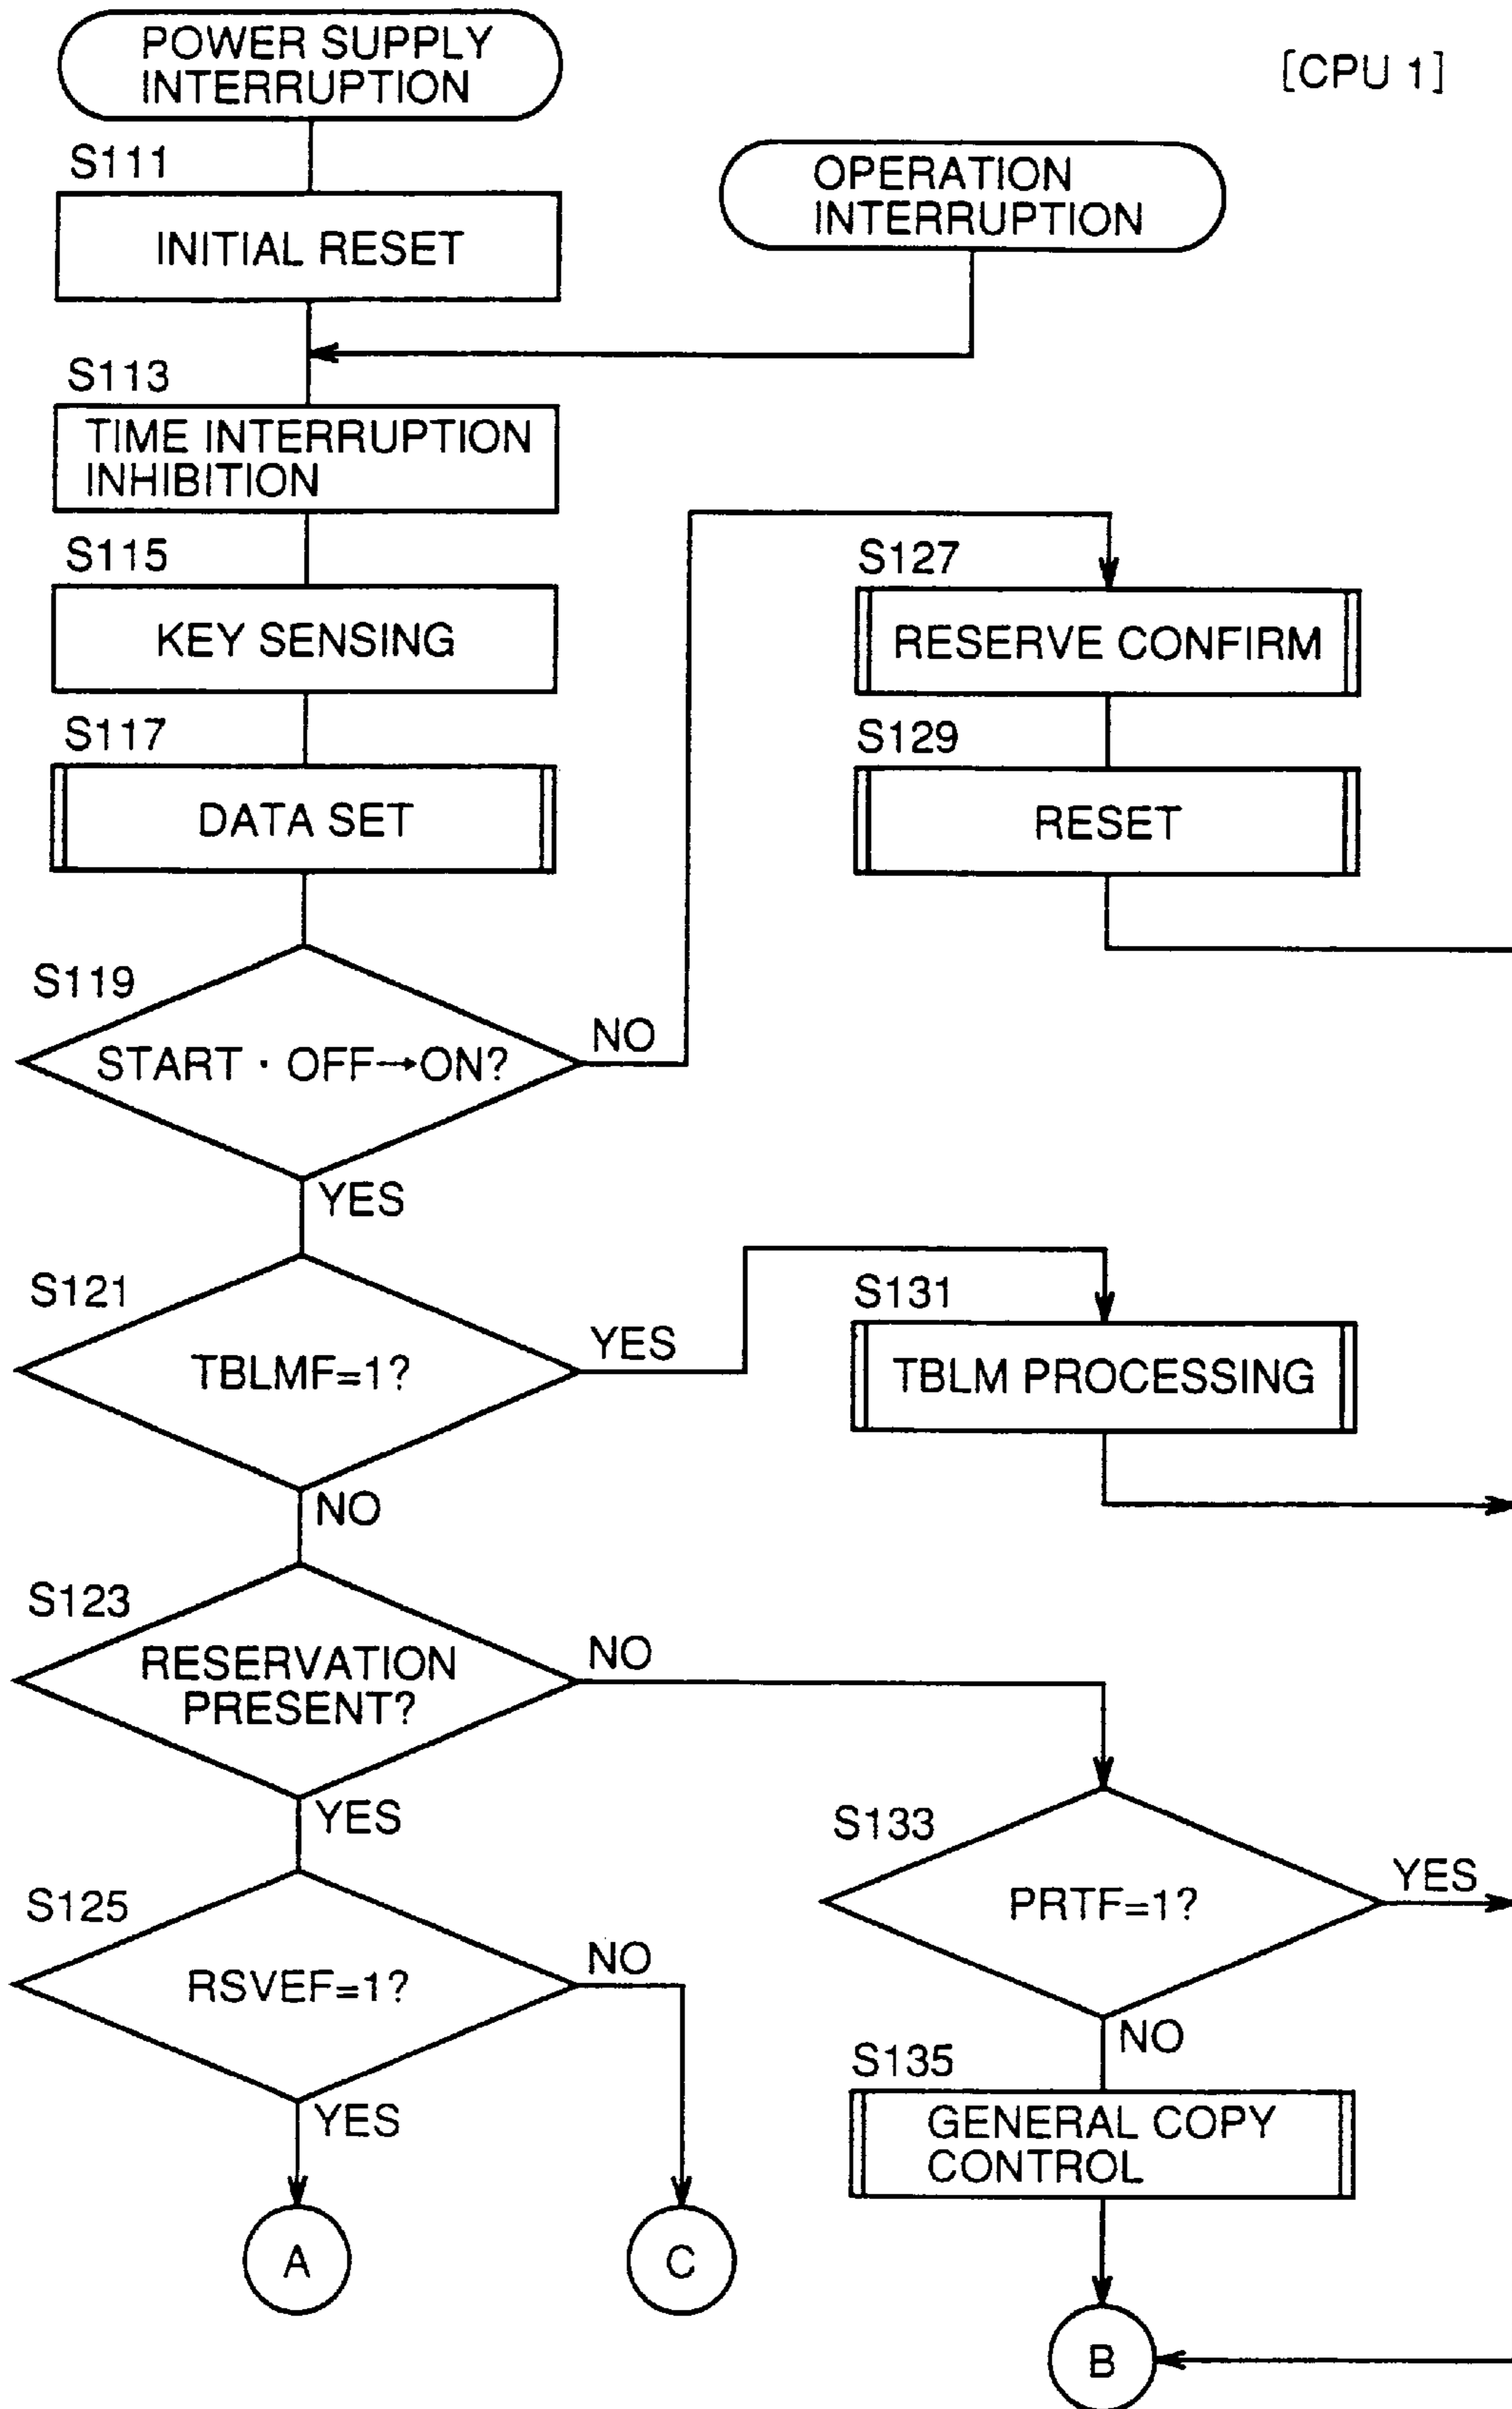 POWER SUPPLY
INTERRUPTION
[CPU 1]
S111
INITIAL RESET
OPERATION
INTERRUPTION
S113
TIME INTERRUPTION
INHIBITION
S115
KEY SENSING
S127
RESERVE CONFIRM
S117
DATA SET
S129
RESET
S119
START · OFF→ON?
NO
YES
S121
TBLMF=1?
YES
S131
TBLM PROCESSING
NO
S123
RESERVATION
PRESENT?
NO
YES
S133
PRTF=1?
YES
S125
RSVEF=1?
NO
NO
S135
GENERAL COPY
CONTROL
YES
A
C
B